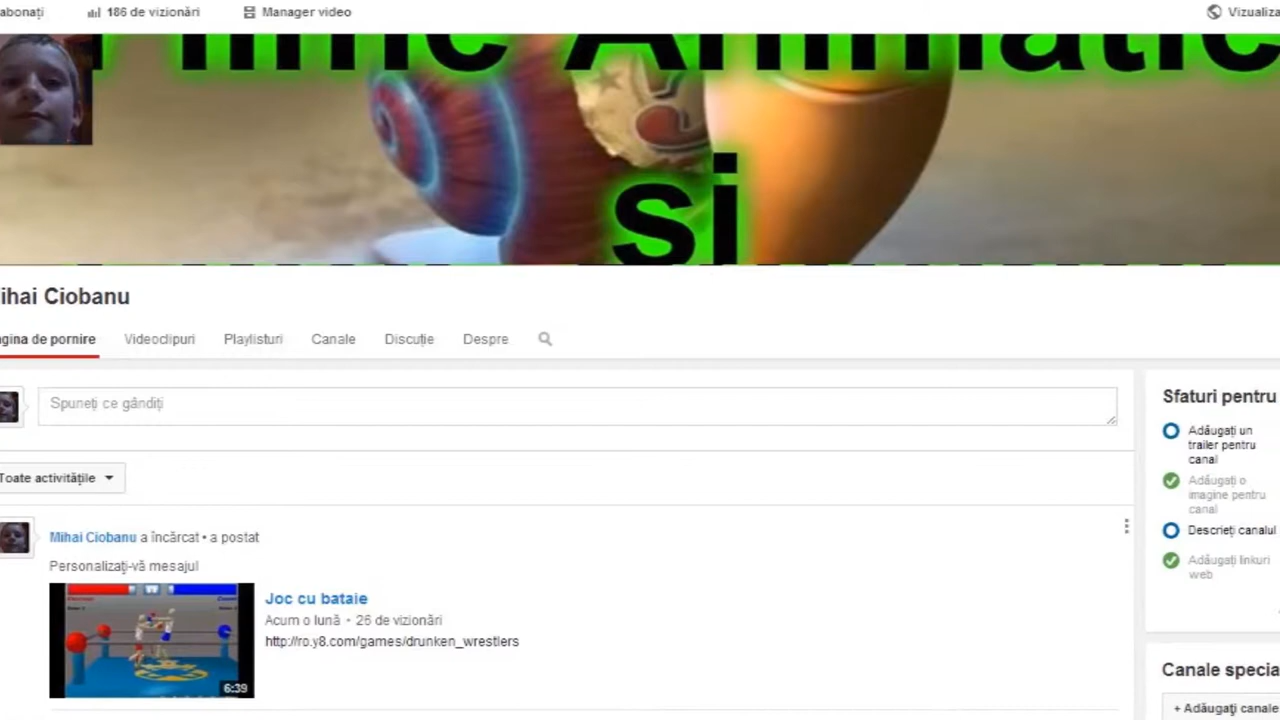 abonați
186 de vizionări
Manager video
Vizualiza
Filme Animatie
si
ihai Ciobanu
gina de pornire
Videoclipuri
Playlisturi
Canale
Discuție
Despre
Spuneți ce gândiți
Sfaturi pentru
Adăugați un
trailer pentru
canal
Adăugați o
imagine pentru
canal
Descrieți canalul
Adăugați linkuri
web
Toate activitățile
Mihai Ciobanu a încărcat • a postat
Personalizați-vă mesajul
6:39
Joc cu bataie
Acum o lună • 26 de vizionări
http://ro.y8.com/games/drunken_wrestlers
Canale specia
+ Adăugați canale